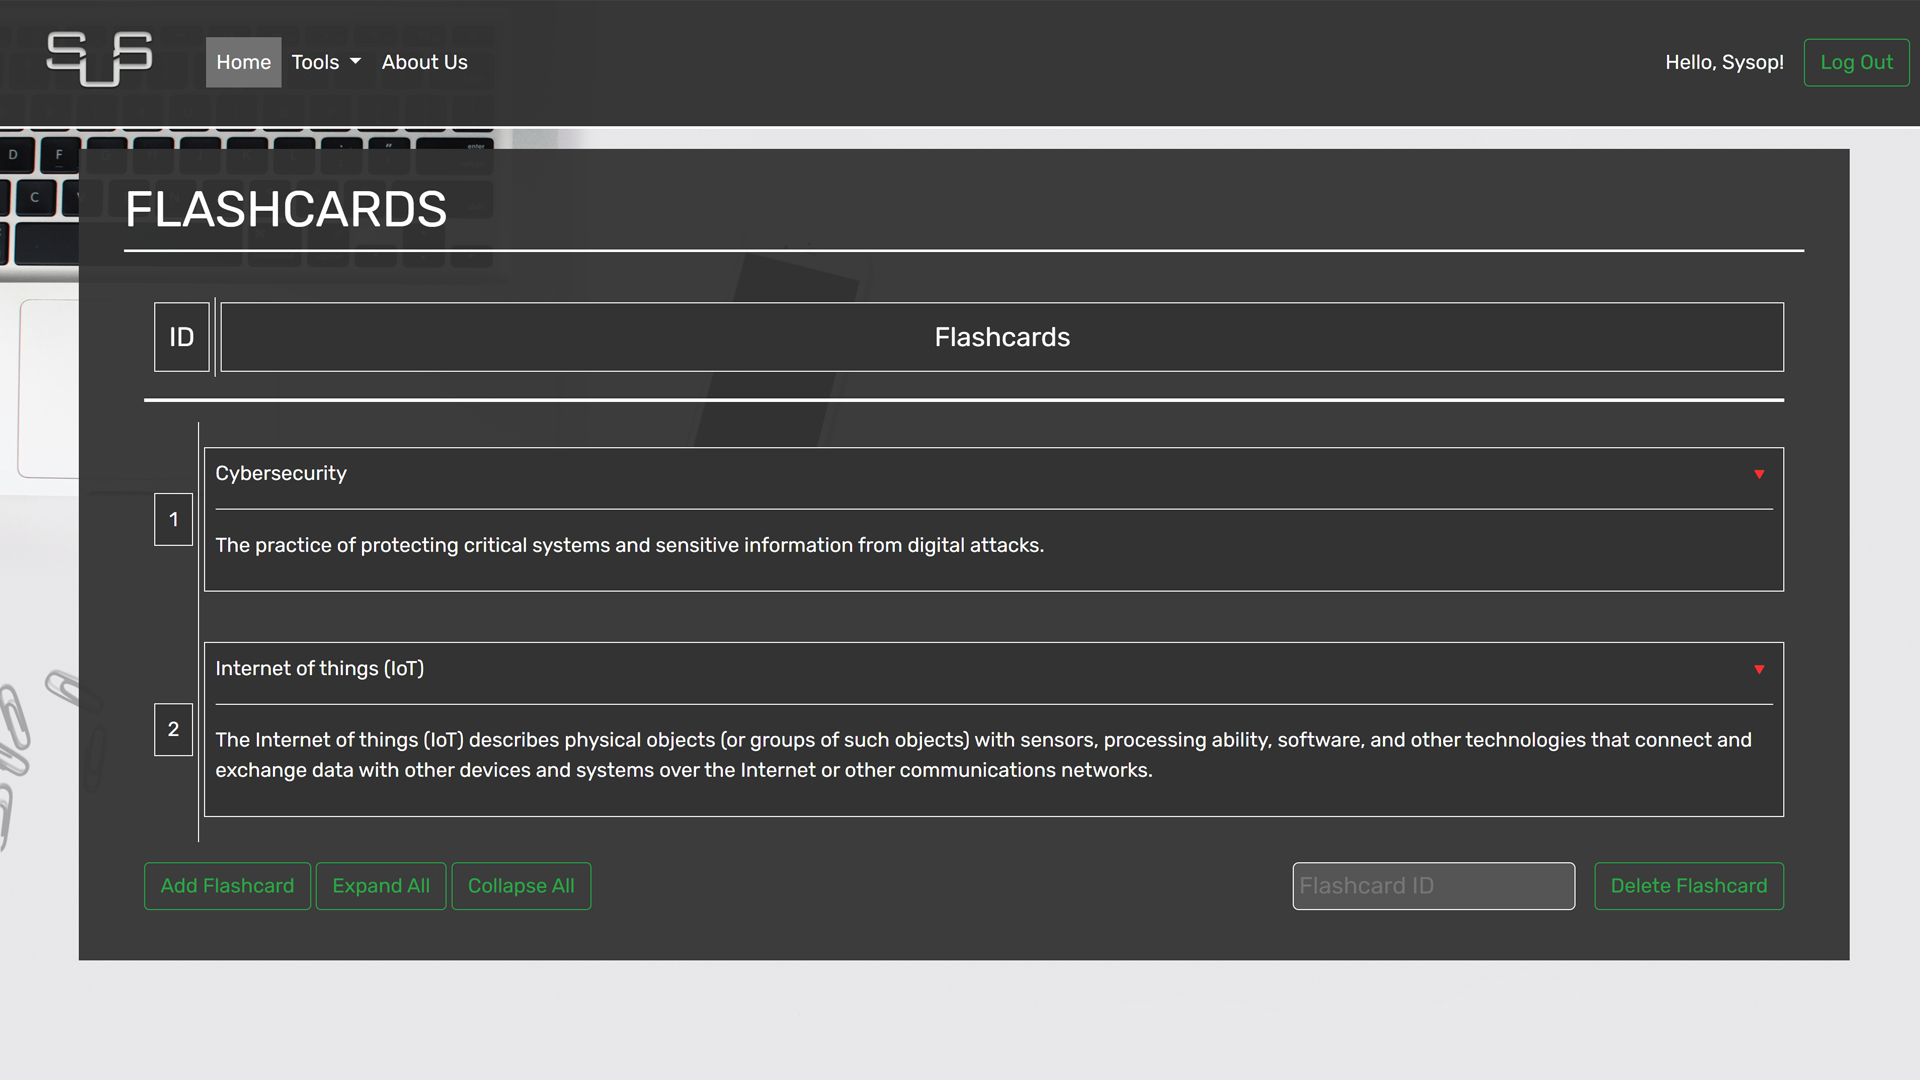 SUS
Home Tools About Us
Hello, Sysop! Log Out
D F
enter
C
FLASHCARDS
ID Flashcards
Cybersecurity
1
The practice of protecting critical systems and sensitive information from digital attacks.
Internet of things (IoT)
2
The Internet of things (IoT) describes physical objects (or groups of such objects) with sensors, processing ability, software, and other technologies that connect and
exchange data with other devices and systems over the Internet or other communications networks.
Add Flashcard Expand All Collapse All Flashcard ID Delete Flashcard